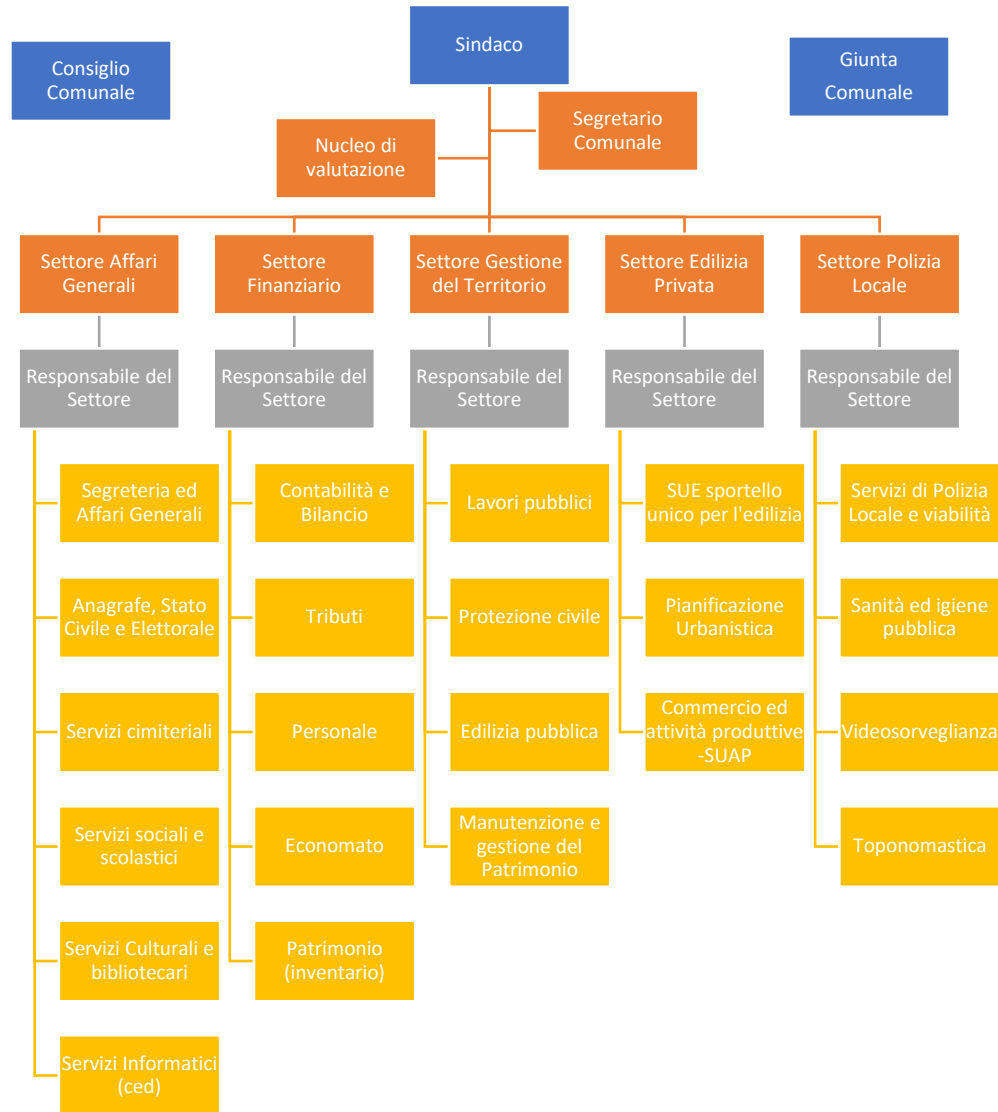 Consiglio
Comunale
Sindaco
Giunta
Comunale
Nucleo di
valutazione
Segretario
Comunale
Settore Affari
Generali
Settore
Finanziario
Settore Gestione
del Territorio
Settore Edilizia
Privata
Settore Polizia
Locale
Responsabile del
Settore
Responsabile del
Settore
Responsabile del
Settore
Responsabile del
Settore
Responsabile del
Settore
Segreteria ed
Affari Generali
Contabilità e
Bilancio
Lavori pubblici
SUE sportello
unico per l'edilizia
Servizi di Polizia
Locale e viabilità
Anagrafe, Stato
Civile e Elettorale
Tributi
Protezione civile
Pianificazione
Urbanistica
Sanità ed igiene
pubblica
Servizi cimiteriali
Personale
Edilizia pubblica
Commercio ed
attività produttive
-SUAP
Videosorveglianza
Servizi sociali e
scolastici
Economato
Manutenzione e
gestione del
Patrimonio
Toponomastica
Servizi Culturali e
bibliotecari
Patrimonio
(inventario)
Servizi Informatici
(ced)